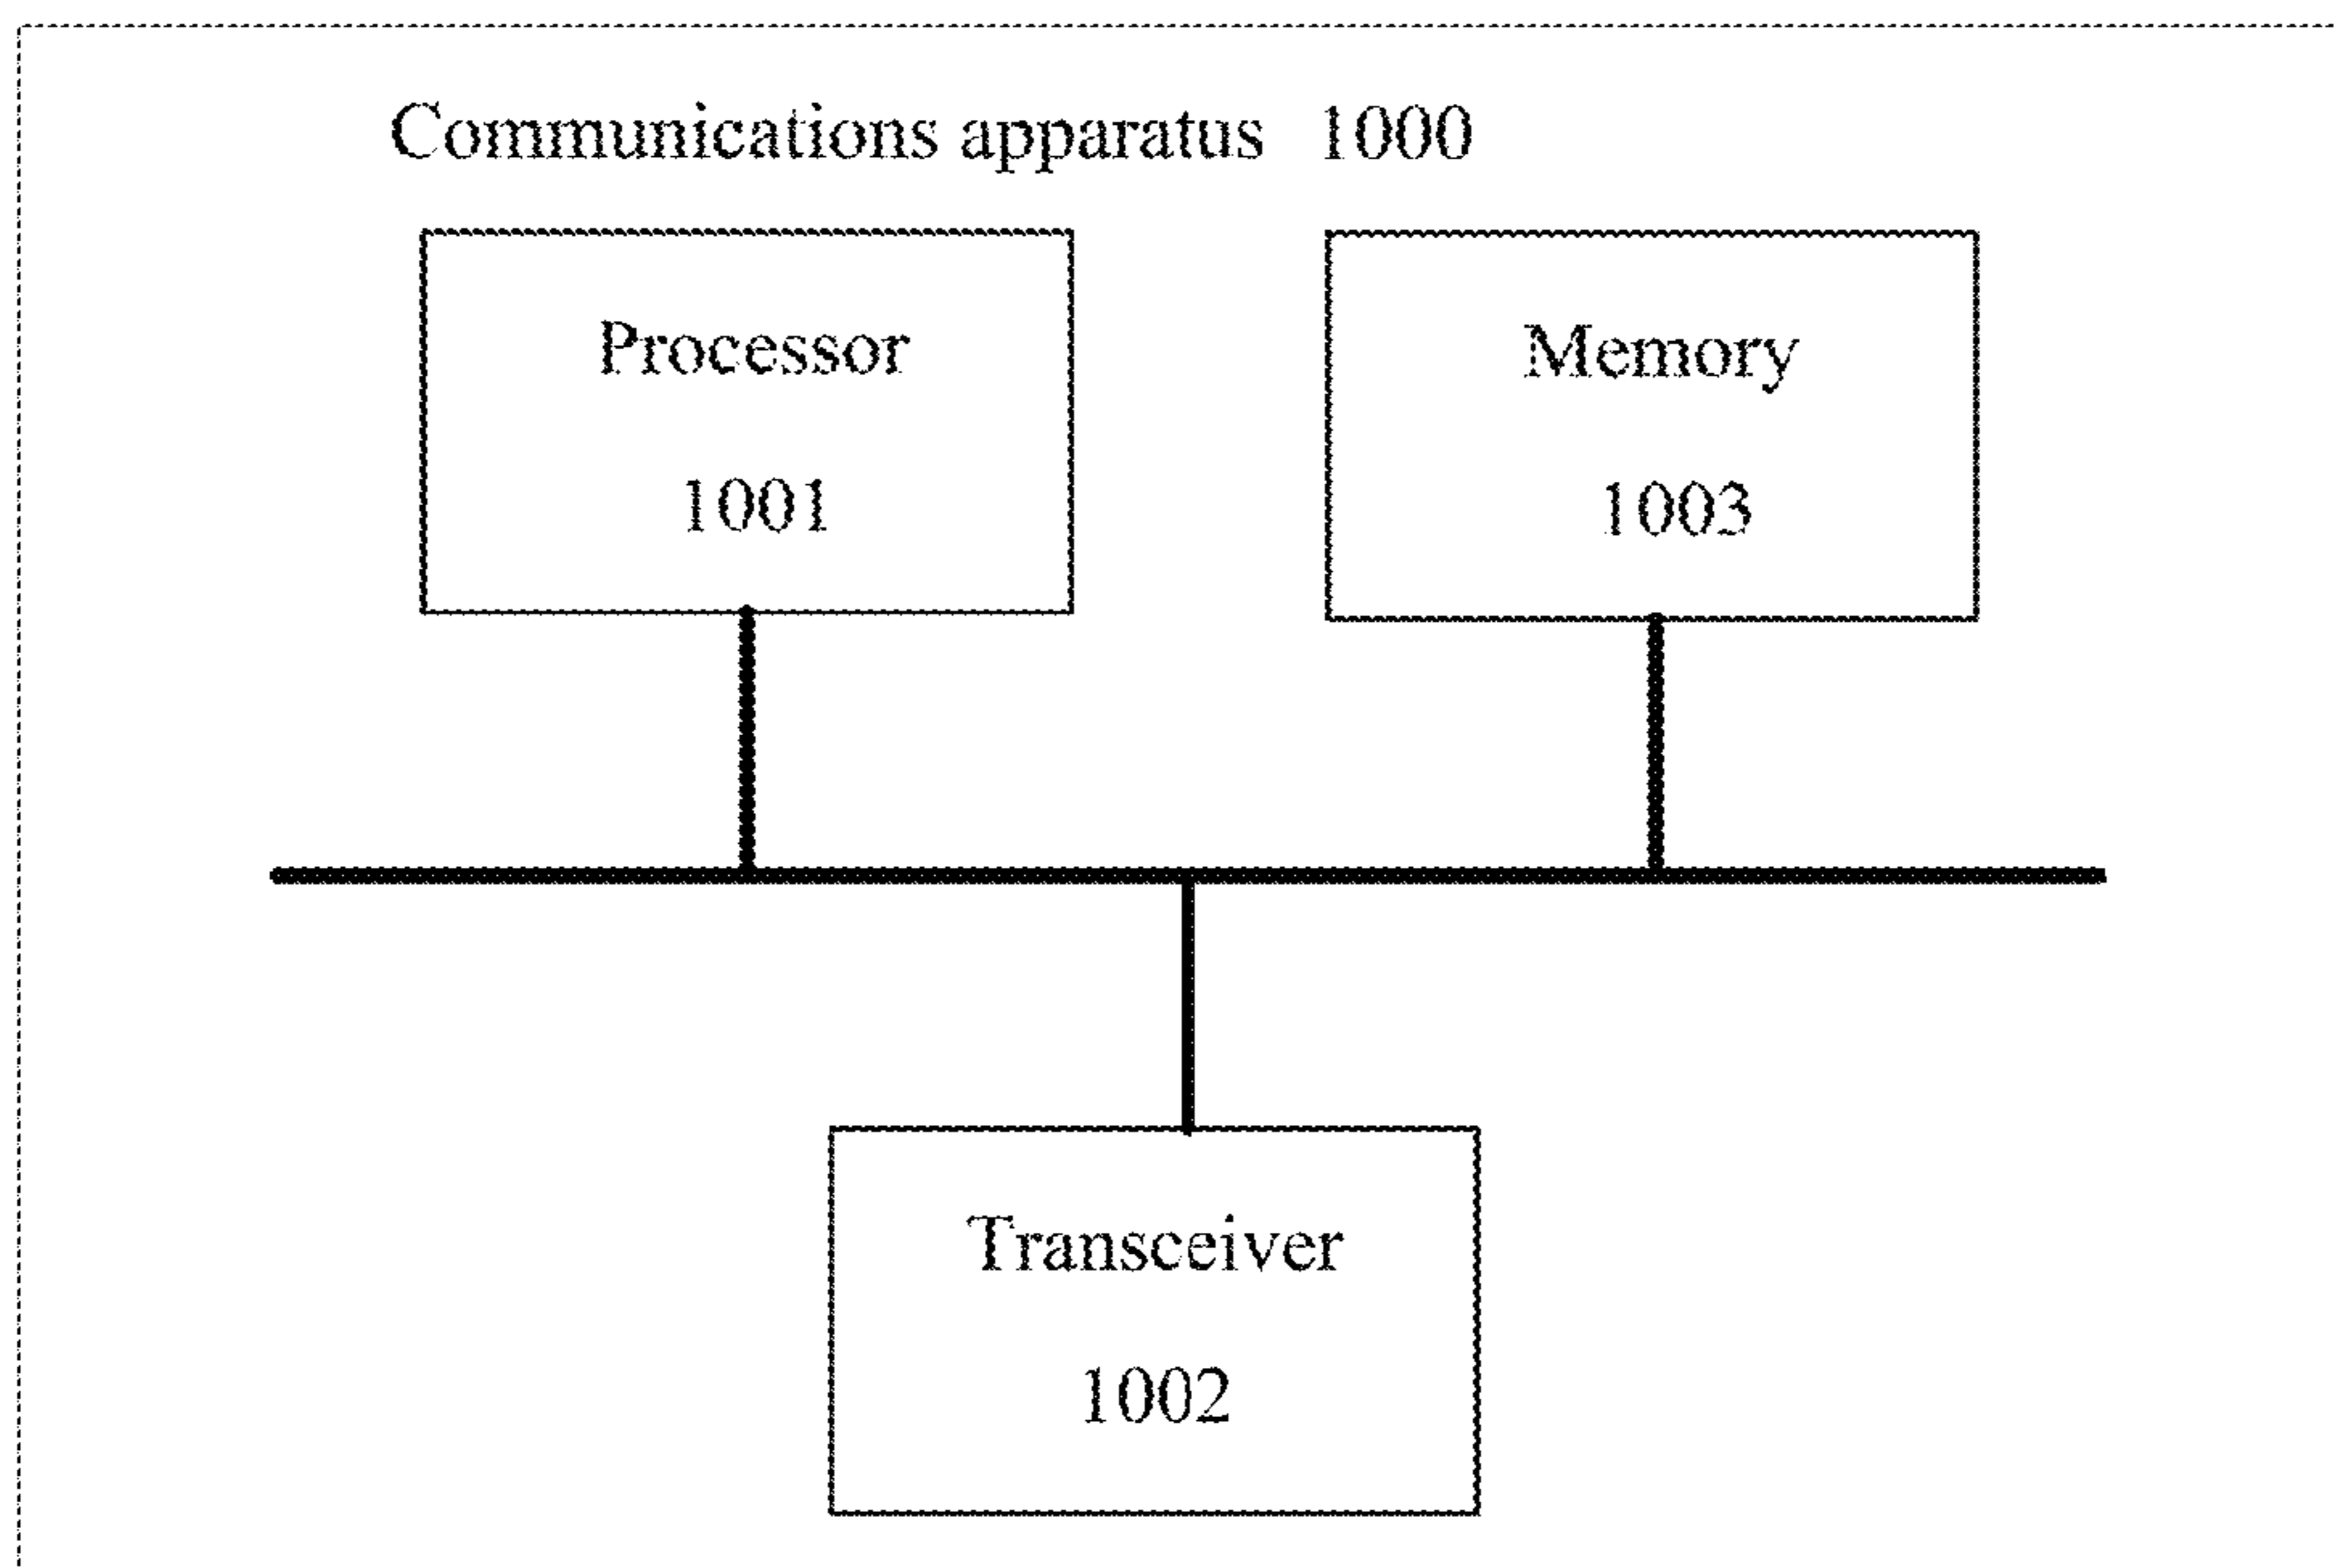 Communications apparatus 1000
Processor
1001
Memory
1003
Transceiver
1002